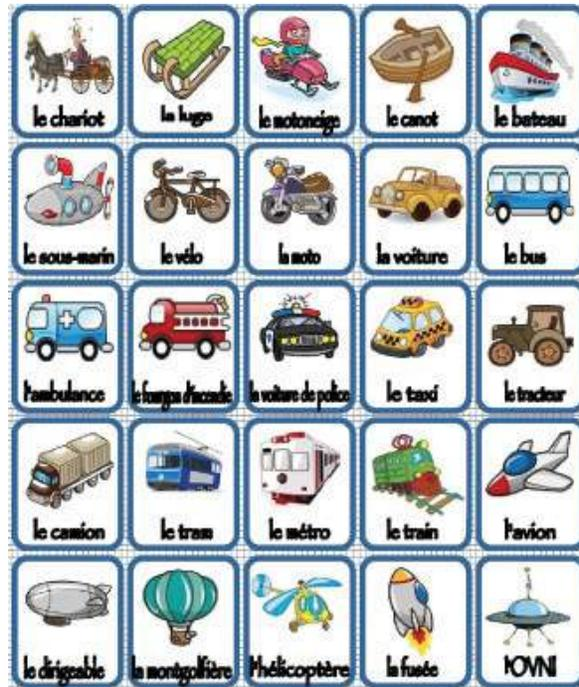 le chariot
la luge
le motoneige
le canot
le bateau
le sous-marin
le vélo
la moto
la voiture
le bus
l'ambulance
le fourgon d'incendie
la voiture de police
le taxi
le tracteur
le camion
le tram
le métro
le train
l'avion
le dirigeable
la montgolfière
l'hélicoptère
la fusée
l'OVNI